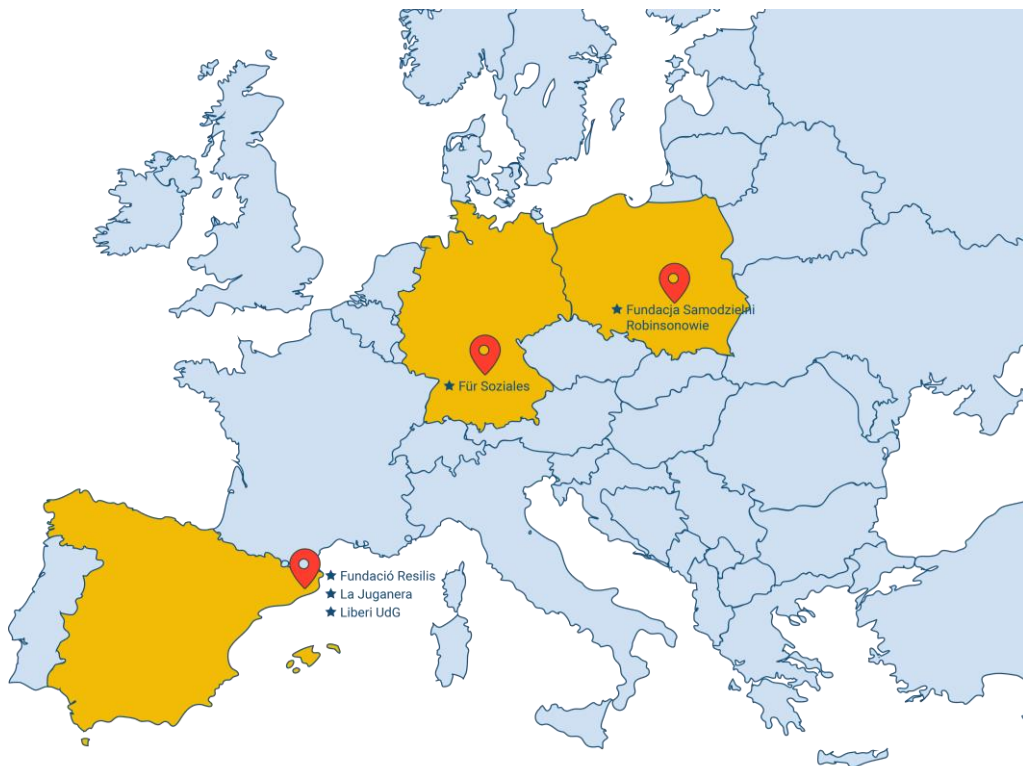 ★ Fundacja Samodzielni
Robinsonowie
★ Für Soziales
★ Fundació Resilis
★ La Juganera
★ Liberi UdG